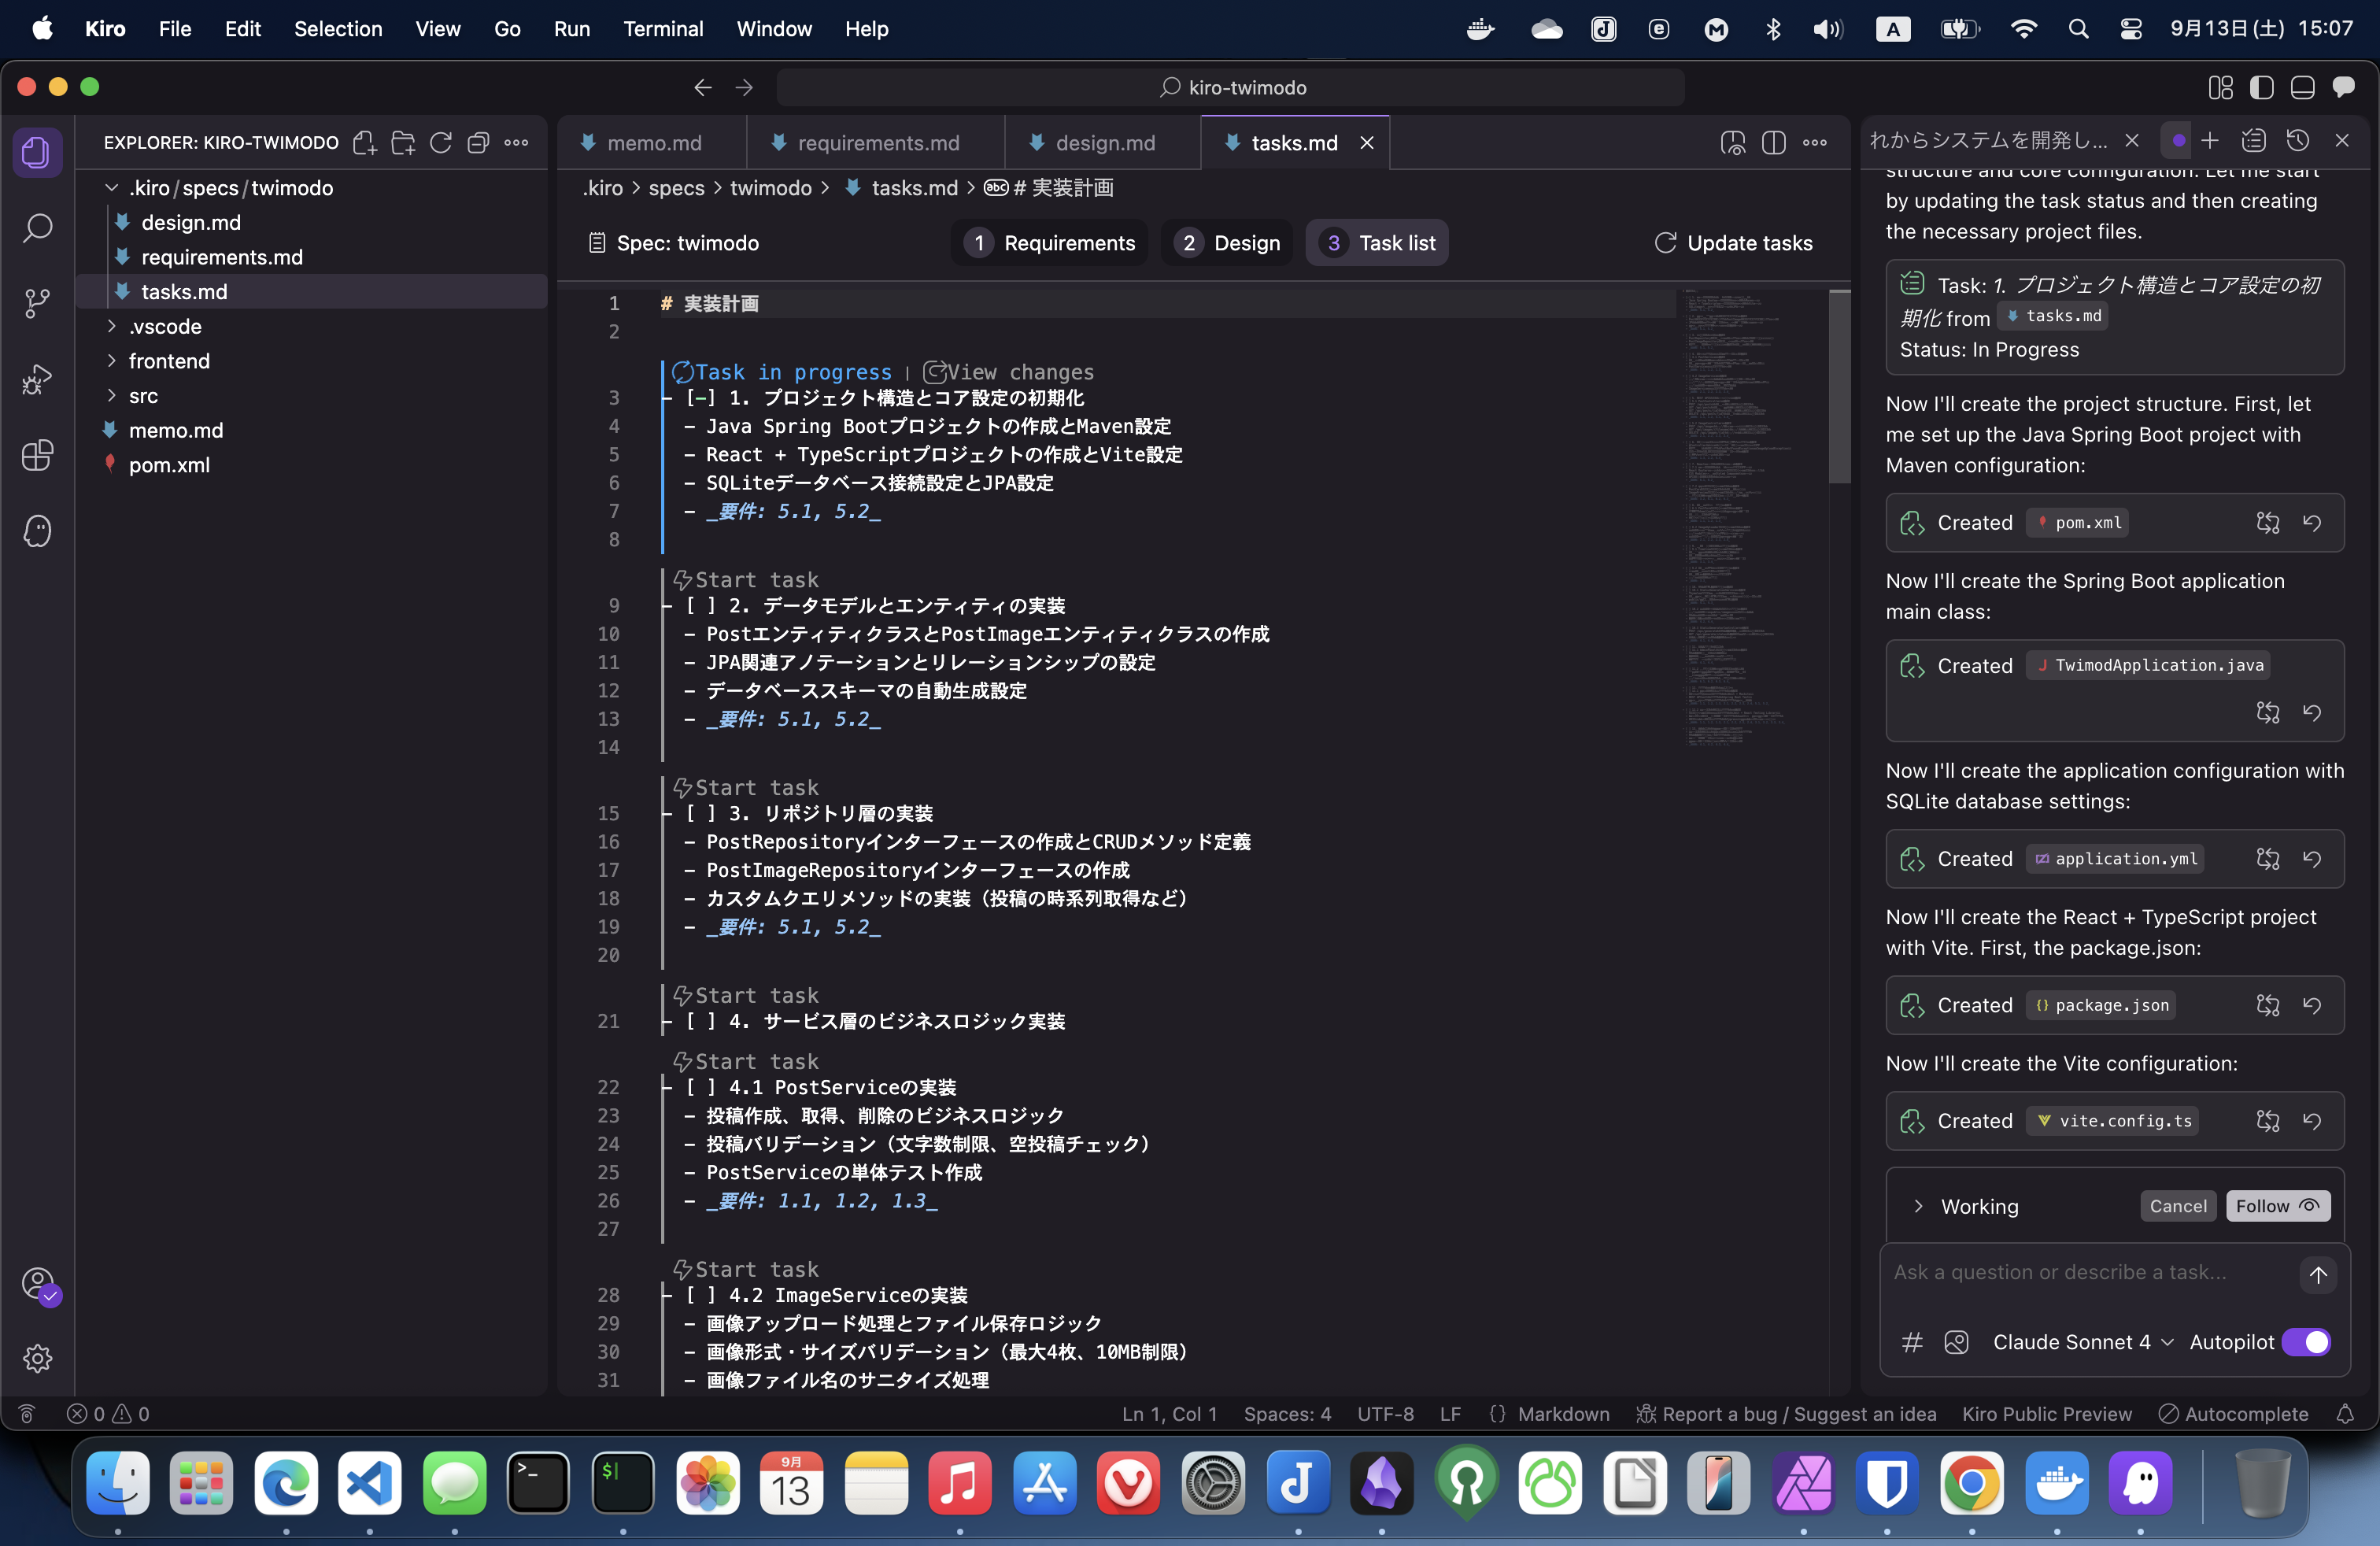 Kiro File Edit Selection View Go Run Terminal Window Help
A 9月13日(土) 15:07
kiro-twimodo
EXPLORER: KIRO-TWIMODO
.kiro/specs/twimodo
design.md
requirements.md
tasks.md
.vscode
frontend
src
memo.md
pom.xml
memo.md requirements.md design.md tasks.md
.kiro > specs > twimodo > tasks.md > # 実装計画
Spec: twimodo 1 Requirements 2 Design 3 Task list Update tasks
1 # 実装計画
2
Task in progress | View changes
3 - [-] 1. プロジェクト構造とコア設定の初期化
4 - Java Spring Bootプロジェクトの作成とMaven設定
5 - React + TypeScriptプロジェクトの作成とVite設定
6 - SQLiteデータベース接続設定とJPA設定
7 - _要件: 5.1, 5.2_
8
Start task
9 - [ ] 2. データモデルとエンティティの実装
10 - PostエンティティクラスとPostImageエンティティクラスの作成
11 - JPA関連アノテーションとリレーションシップの設定
12 - データベーススキーマの自動生成設定
13 - _要件: 5.1, 5.2_
14
Start task
15 - [ ] 3. リポジトリ層の実装
16 - PostRepositoryインターフェースの作成とCRUDメソッド定義
17 - PostImageRepositoryインターフェースの作成
18 - カスタムクエリメソッドの実装（投稿の時系列取得など）
19 - _要件: 5.1, 5.2_
20
Start task
21 - [ ] 4. サービス層のビジネスロジック実装
Start task
22 - [ ] 4.1 PostServiceの実装
23 - 投稿作成、取得、削除のビジネスロジック
24 - 投稿バリデーション（文字数制限、空投稿チェック）
25 - PostServiceの単体テスト作成
26 - _要件: 1.1, 1.2, 1.3_
27
Start task
28 - [ ] 4.2 ImageServiceの実装
29 - 画像アップロード処理とファイル保存ロジック
30 - 画像形式・サイズバリデーション（最大4枚、10MB制限）
31 - 画像ファイル名のサニタイズ処理
れからシステムを開発し...
structure and core configuration. Let me start
by updating the task status and then creating
the necessary project files.
Task: 1. プロジェクト構造とコア設定の初
期化 from tasks.md
Status: In Progress
Now I'll create the project structure. First, let
me set up the Java Spring Boot project with
Maven configuration:
Created pom.xml
Now I'll create the Spring Boot application
main class:
Created TwimodApplication.java
Now I'll create the application configuration with
SQLite database settings:
Created application.yml
Now I'll create the React + TypeScript project
with Vite. First, the package.json:
Created package.json
Now I'll create the Vite configuration:
Created vite.config.ts
Working Cancel Follow
Ask a question or describe a task...
Claude Sonnet 4 Autopilot
0 0 Ln 1, Col 1 Spaces: 4 UTF-8 LF {} Markdown Report a bug / Suggest an idea Kiro Public Preview Autocomplete
9月
13